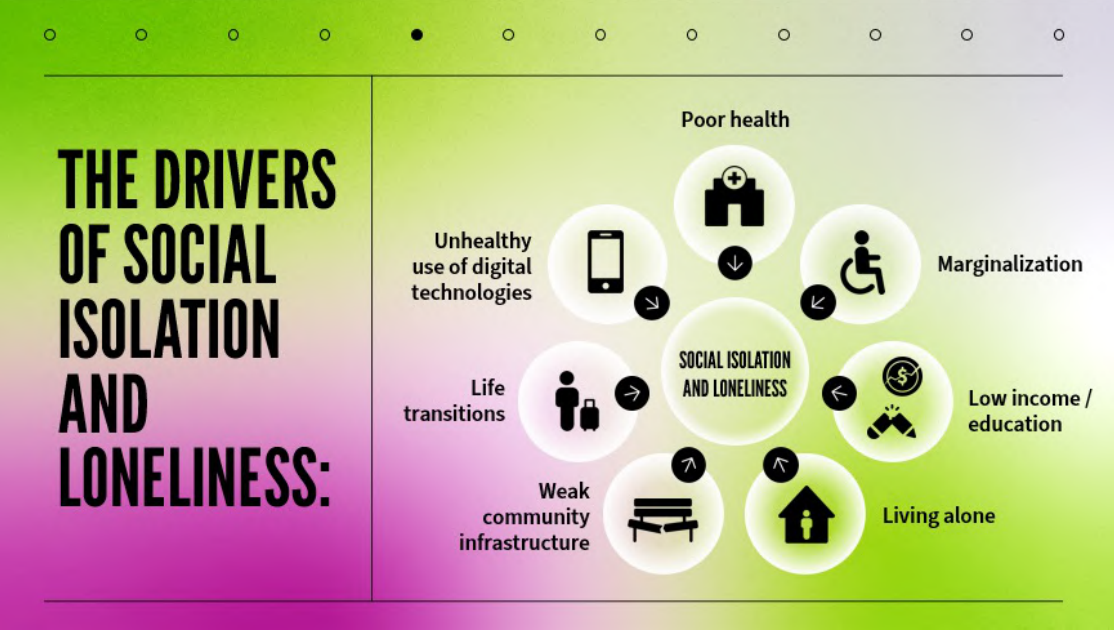 THE DRIVERS
OF SOCIAL
ISOLATION
AND
LONELINESS:
Poor health
Marginalization
Low income /
education
Living alone
Weak
community
infrastructure
Life
transitions
Unhealthy
use of digital
technologies
SOCIAL ISOLATION
AND LONELINESS
$